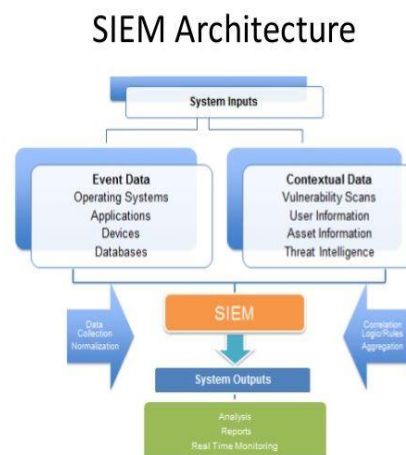 SIEM Architecture
System Inputs
Event Data
Operating Systems
Applications
Devices
Databases
Contextual Data
Vulnerability Scans
User Information
Asset Information
Threat Intelligence
SIEM
Data
Collection
Normalization
Correlation
Logic/Rules
Aggregation
System Outputs
Analysis
Reports
Real Time Monitoring